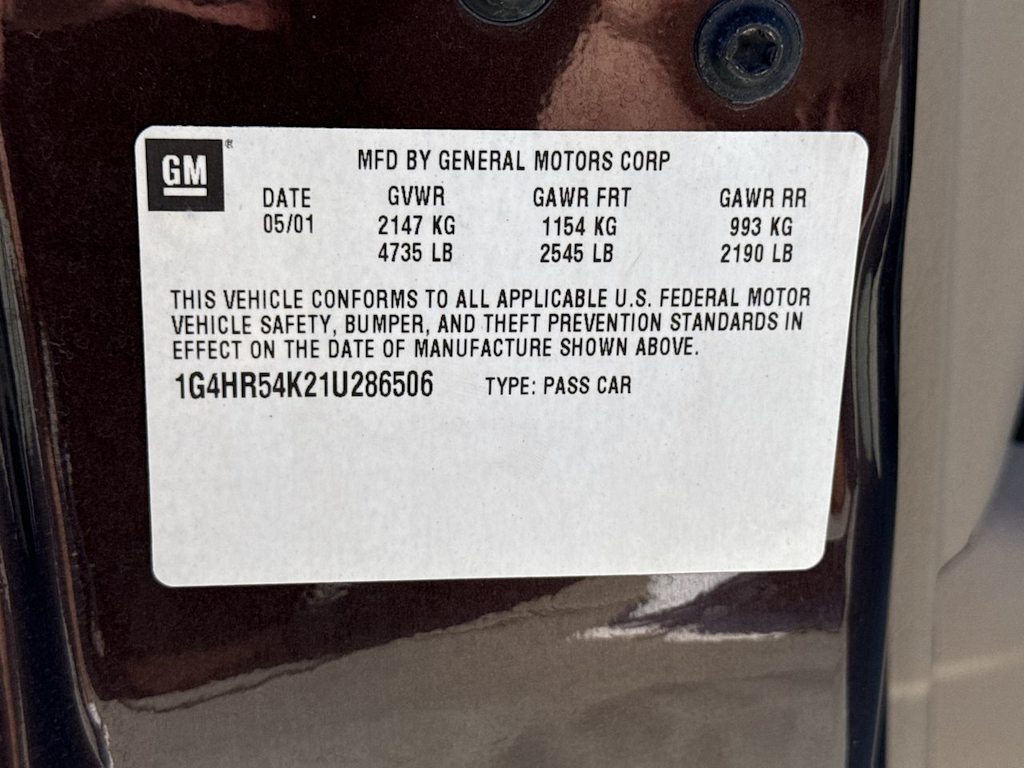 GM ®
MFD BY GENERAL MOTORS CORP
DATE GVWR GAWR FRT GAWR RR
05/01 2147 KG 1154 KG 993 KG
4735 LB 2545 LB 2190 LB
THIS VEHICLE CONFORMS TO ALL APPLICABLE U.S. FEDERAL MOTOR
VEHICLE SAFETY, BUMPER, AND THEFT PREVENTION STANDARDS IN
EFFECT ON THE DATE OF MANUFACTURE SHOWN ABOVE.
1G4HR54K21U286506 TYPE: PASS CAR